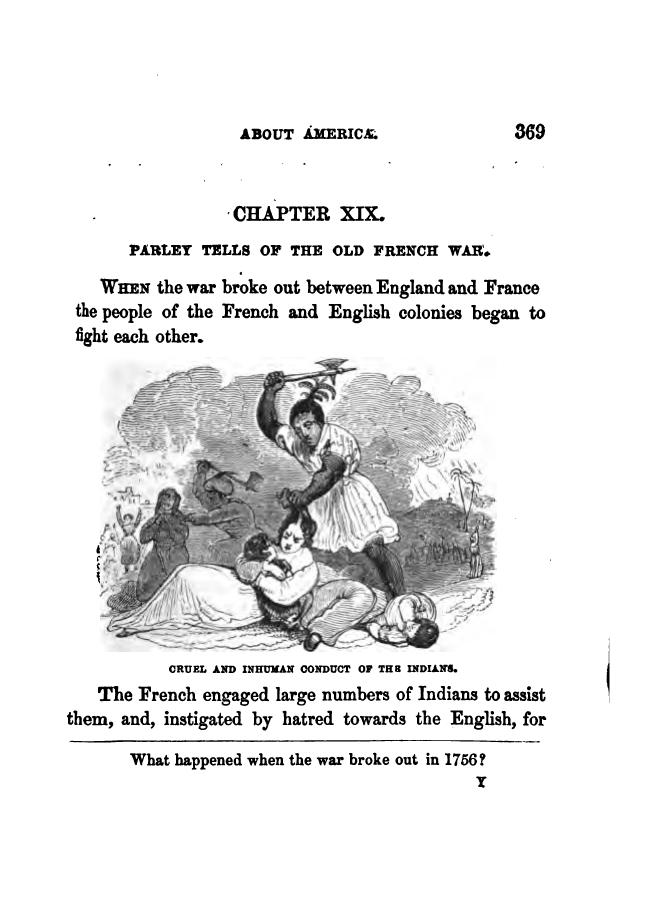 ABOUT AMERICA.
369
CHAPTER XIX.
PARLEY TELLS OF THE OLD FRENCH WAR.
WHEN the war broke out between England and France
the people of the French and English colonies began to
fight each other.
CRUEL AND INHUMAN CONDUCT OF THE INDIANS.
The French engaged large numbers of Indians to assist
them, and, instigated by hatred towards the English, for
What happened when the war broke out in 1756?
Y